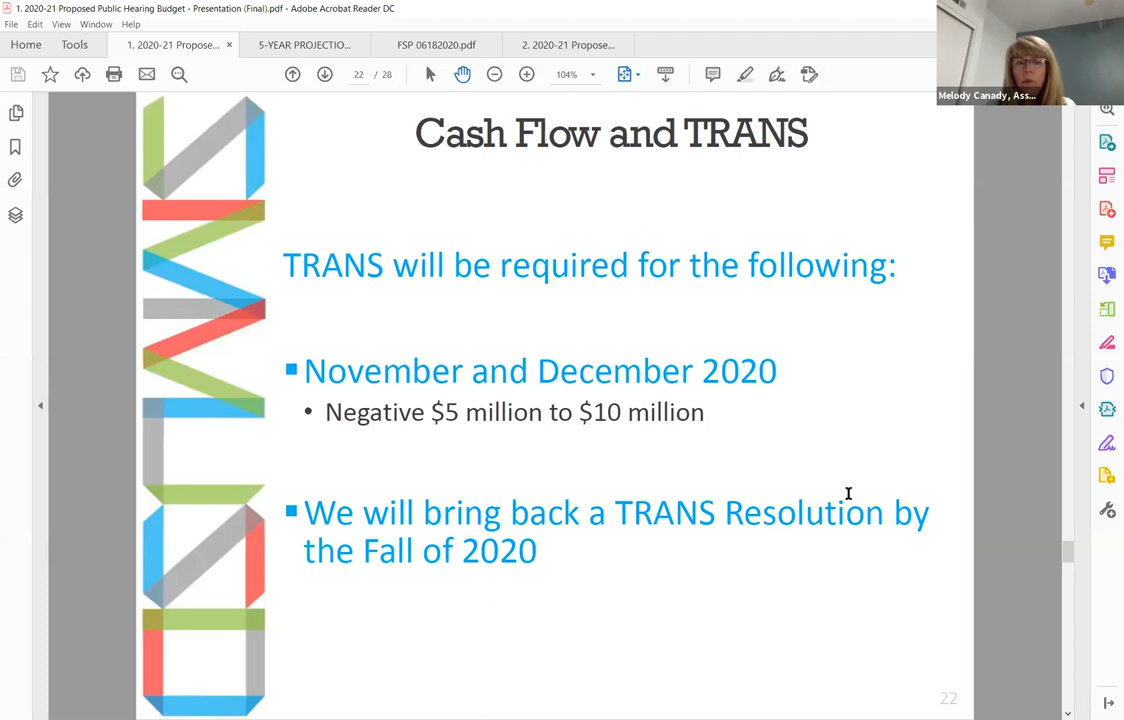 1. 2020-21 Proposed Public Hearing Budget - Presentation (Final).pdf - Adobe Acrobat Reader DC
File Edit View Window Help
Home Tools 1. 2020-21 Propose... × 5-YEAR PROJECTIO... FSP 06182020.pdf 2. 2020-21 Propose...
22 / 28 104%
Melody Canady, Ass...
Cash Flow and TRANS
TRANS will be required for the following:
▪ November and December 2020
• Negative $5 million to $10 million
▪ We will bring back a TRANS Resolution by
the Fall of 2020
22